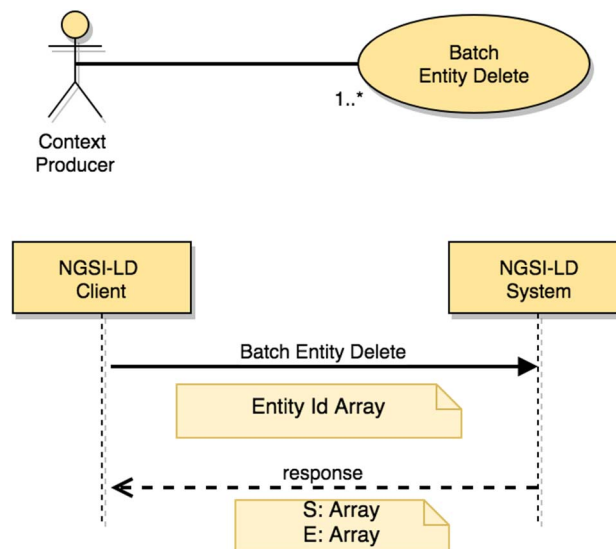 Batch
Entity Delete
1..*
Context
Producer
NGSI-LD
Client
NGSI-LD
System
Batch Entity Delete
Entity Id Array
response
S: Array
E: Array